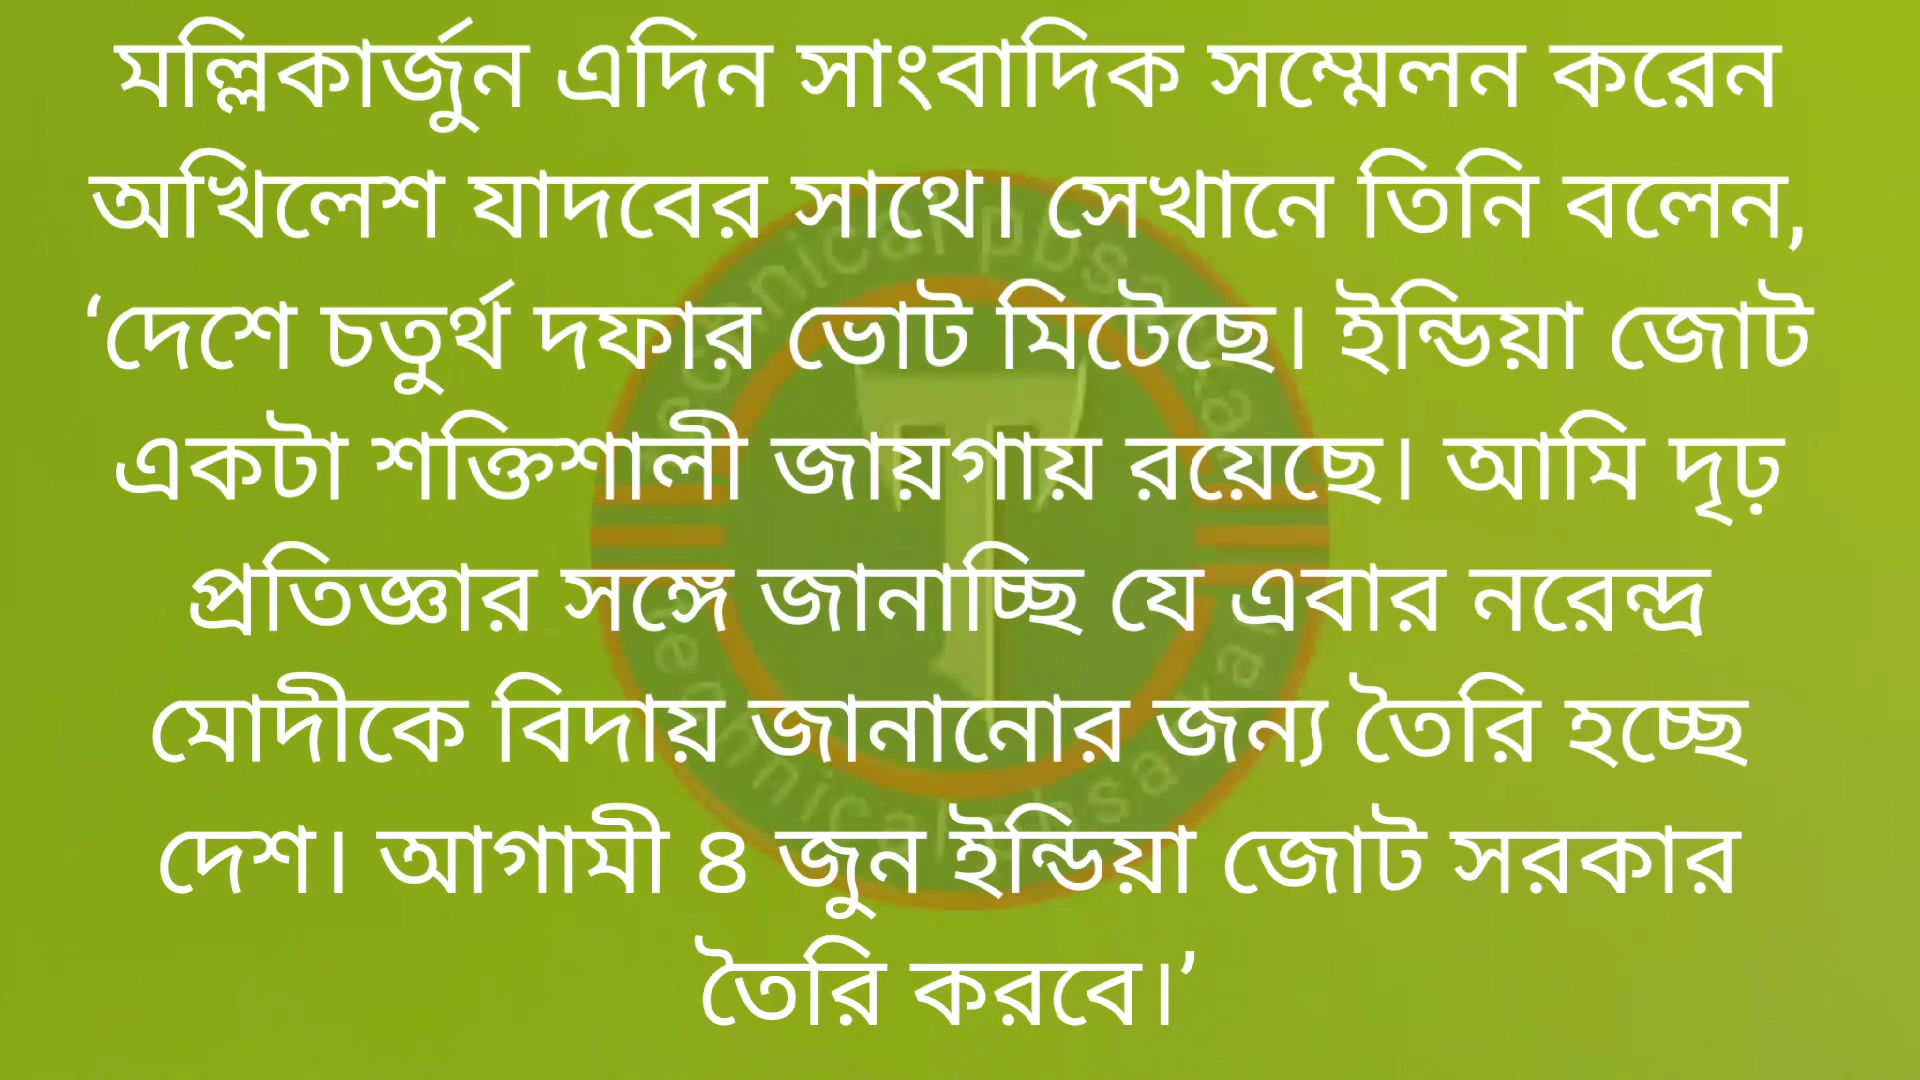 মল্লিকার্জুন এদিন সাংবাদিক সম্মেলন করেন
অখিলেশ যাদবের সাথে। সেখানে তিনি বলেন,
‘দেশে চতুর্থ দফার ভোট মিটেছে। ইন্ডিয়া জোট
একটা শক্তিশালী জায়গায় রয়েছে। আমি দৃঢ়
প্রতিজ্ঞার সঙ্গে জানাচ্ছি যে এবার নরেন্দ্র
মোদীকে বিদায় জানানোর জন্য তৈরি হচ্ছে
দেশ। আগামী ৪ জুন ইন্ডিয়া জোট সরকার
তৈরি করবে।’